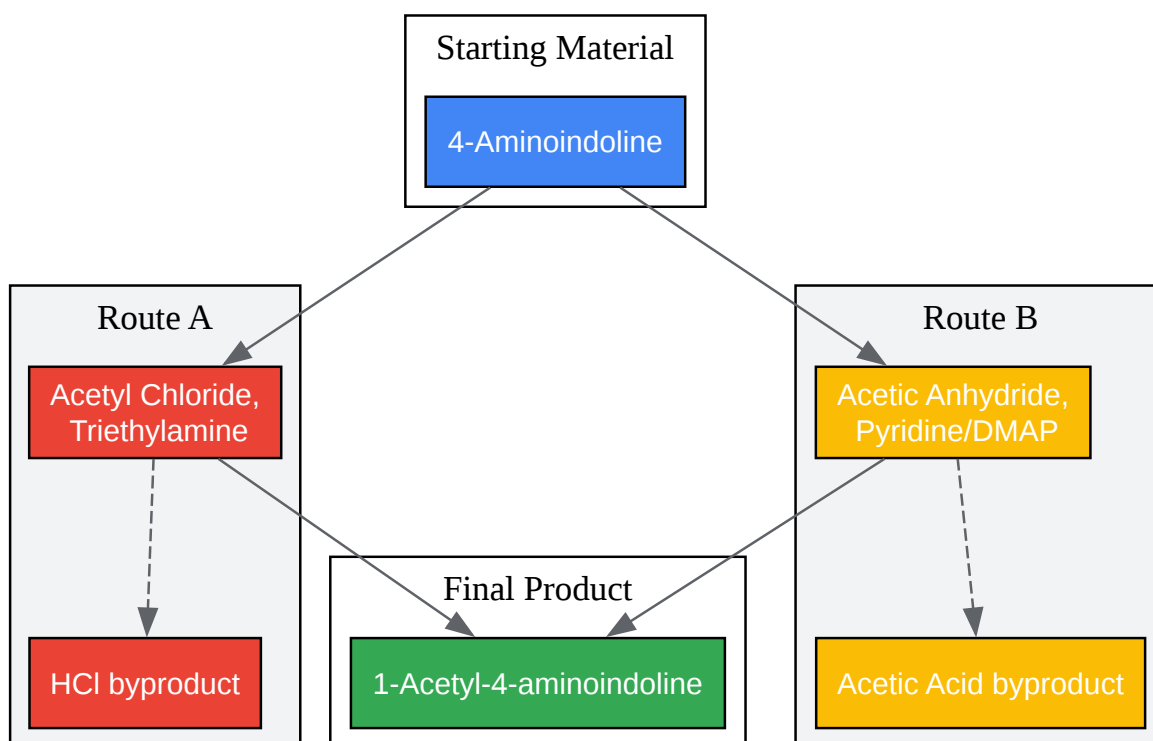 Starting Material
4-Aminoindoline
Route A
Acetyl Chloride,
Triethylamine
HCl byproduct
Route B
Acetic Anhydride,
Pyridine/DMAP
Acetic Acid byproduct
Final Product
1-Acetyl-4-aminoindoline